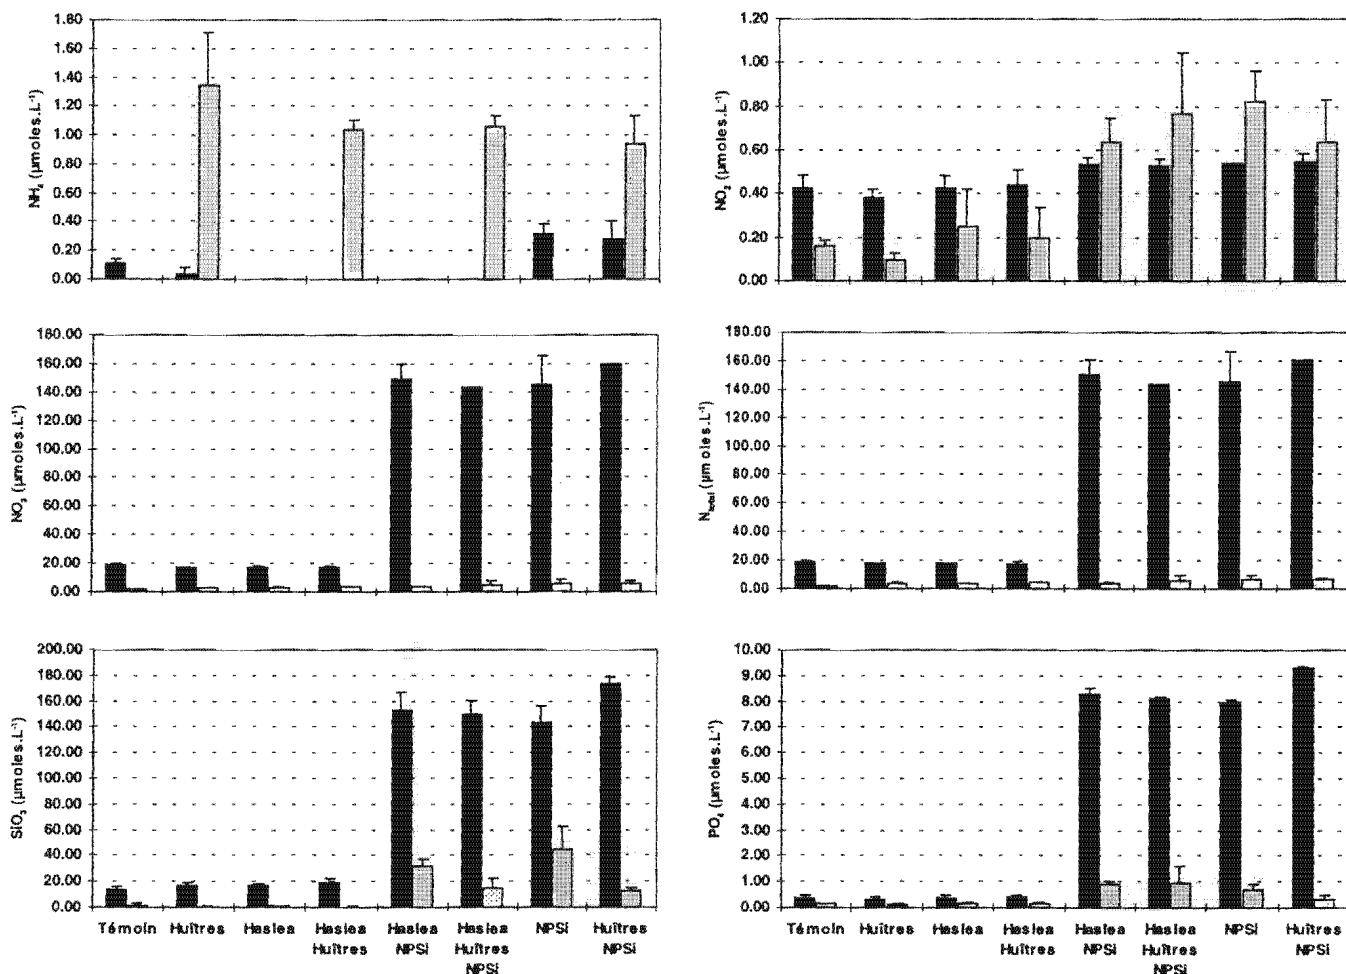 1.80
1.60
1.40
1.20
1.00
0.80
0.60
0.40
0.20
0.00
NH₄ (µmoles.L⁻¹)
1.20
1.00
0.80
0.60
0.40
0.20
0.00
NO₂ (µmoles.L⁻¹)
180.00
160.00
140.00
120.00
100.00
80.00
60.00
40.00
20.00
0.00
NO₃ (µmoles.L⁻¹)
180.00
160.00
140.00
120.00
100.00
80.00
60.00
40.00
20.00
0.00
N total (µmoles.L⁻¹)
200.00
180.00
160.00
140.00
120.00
100.00
80.00
60.00
40.00
20.00
0.00
SiO₃ (µmoles.L⁻¹)
Témoin
Huîtres
Haslea
Haslea
Huîtres
Haslea
NPSi
Haslea
Huîtres
NPSi
NPSi
Huîtres
NPSi
10.00
9.00
8.00
7.00
6.00
5.00
4.00
3.00
2.00
1.00
0.00
PO₄ (µmoles.L⁻¹)
Témoin
Huîtres
Haslea
Haslea
Huîtres
Haslea
NPSi
Haslea
Huîtres
NPSi
NPSi
Huîtres
NPSi